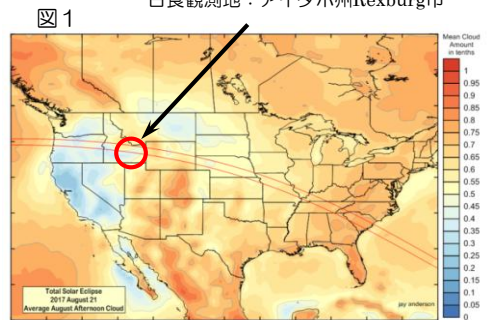 日食観測地：アイダホ州Rexburg市
図１
Mean Cloud
Amount
in tenths
1
0.95
0.9
0.85
0.8
0.75
0.7
0.65
0.6
0.55
0.5
0.45
0.4
0.35
0.3
0.25
0.2
0.15
0.1
0.05
0
Total Solar Eclipse
2017 August 21
Average August Afternoon Cloud
jay anderson